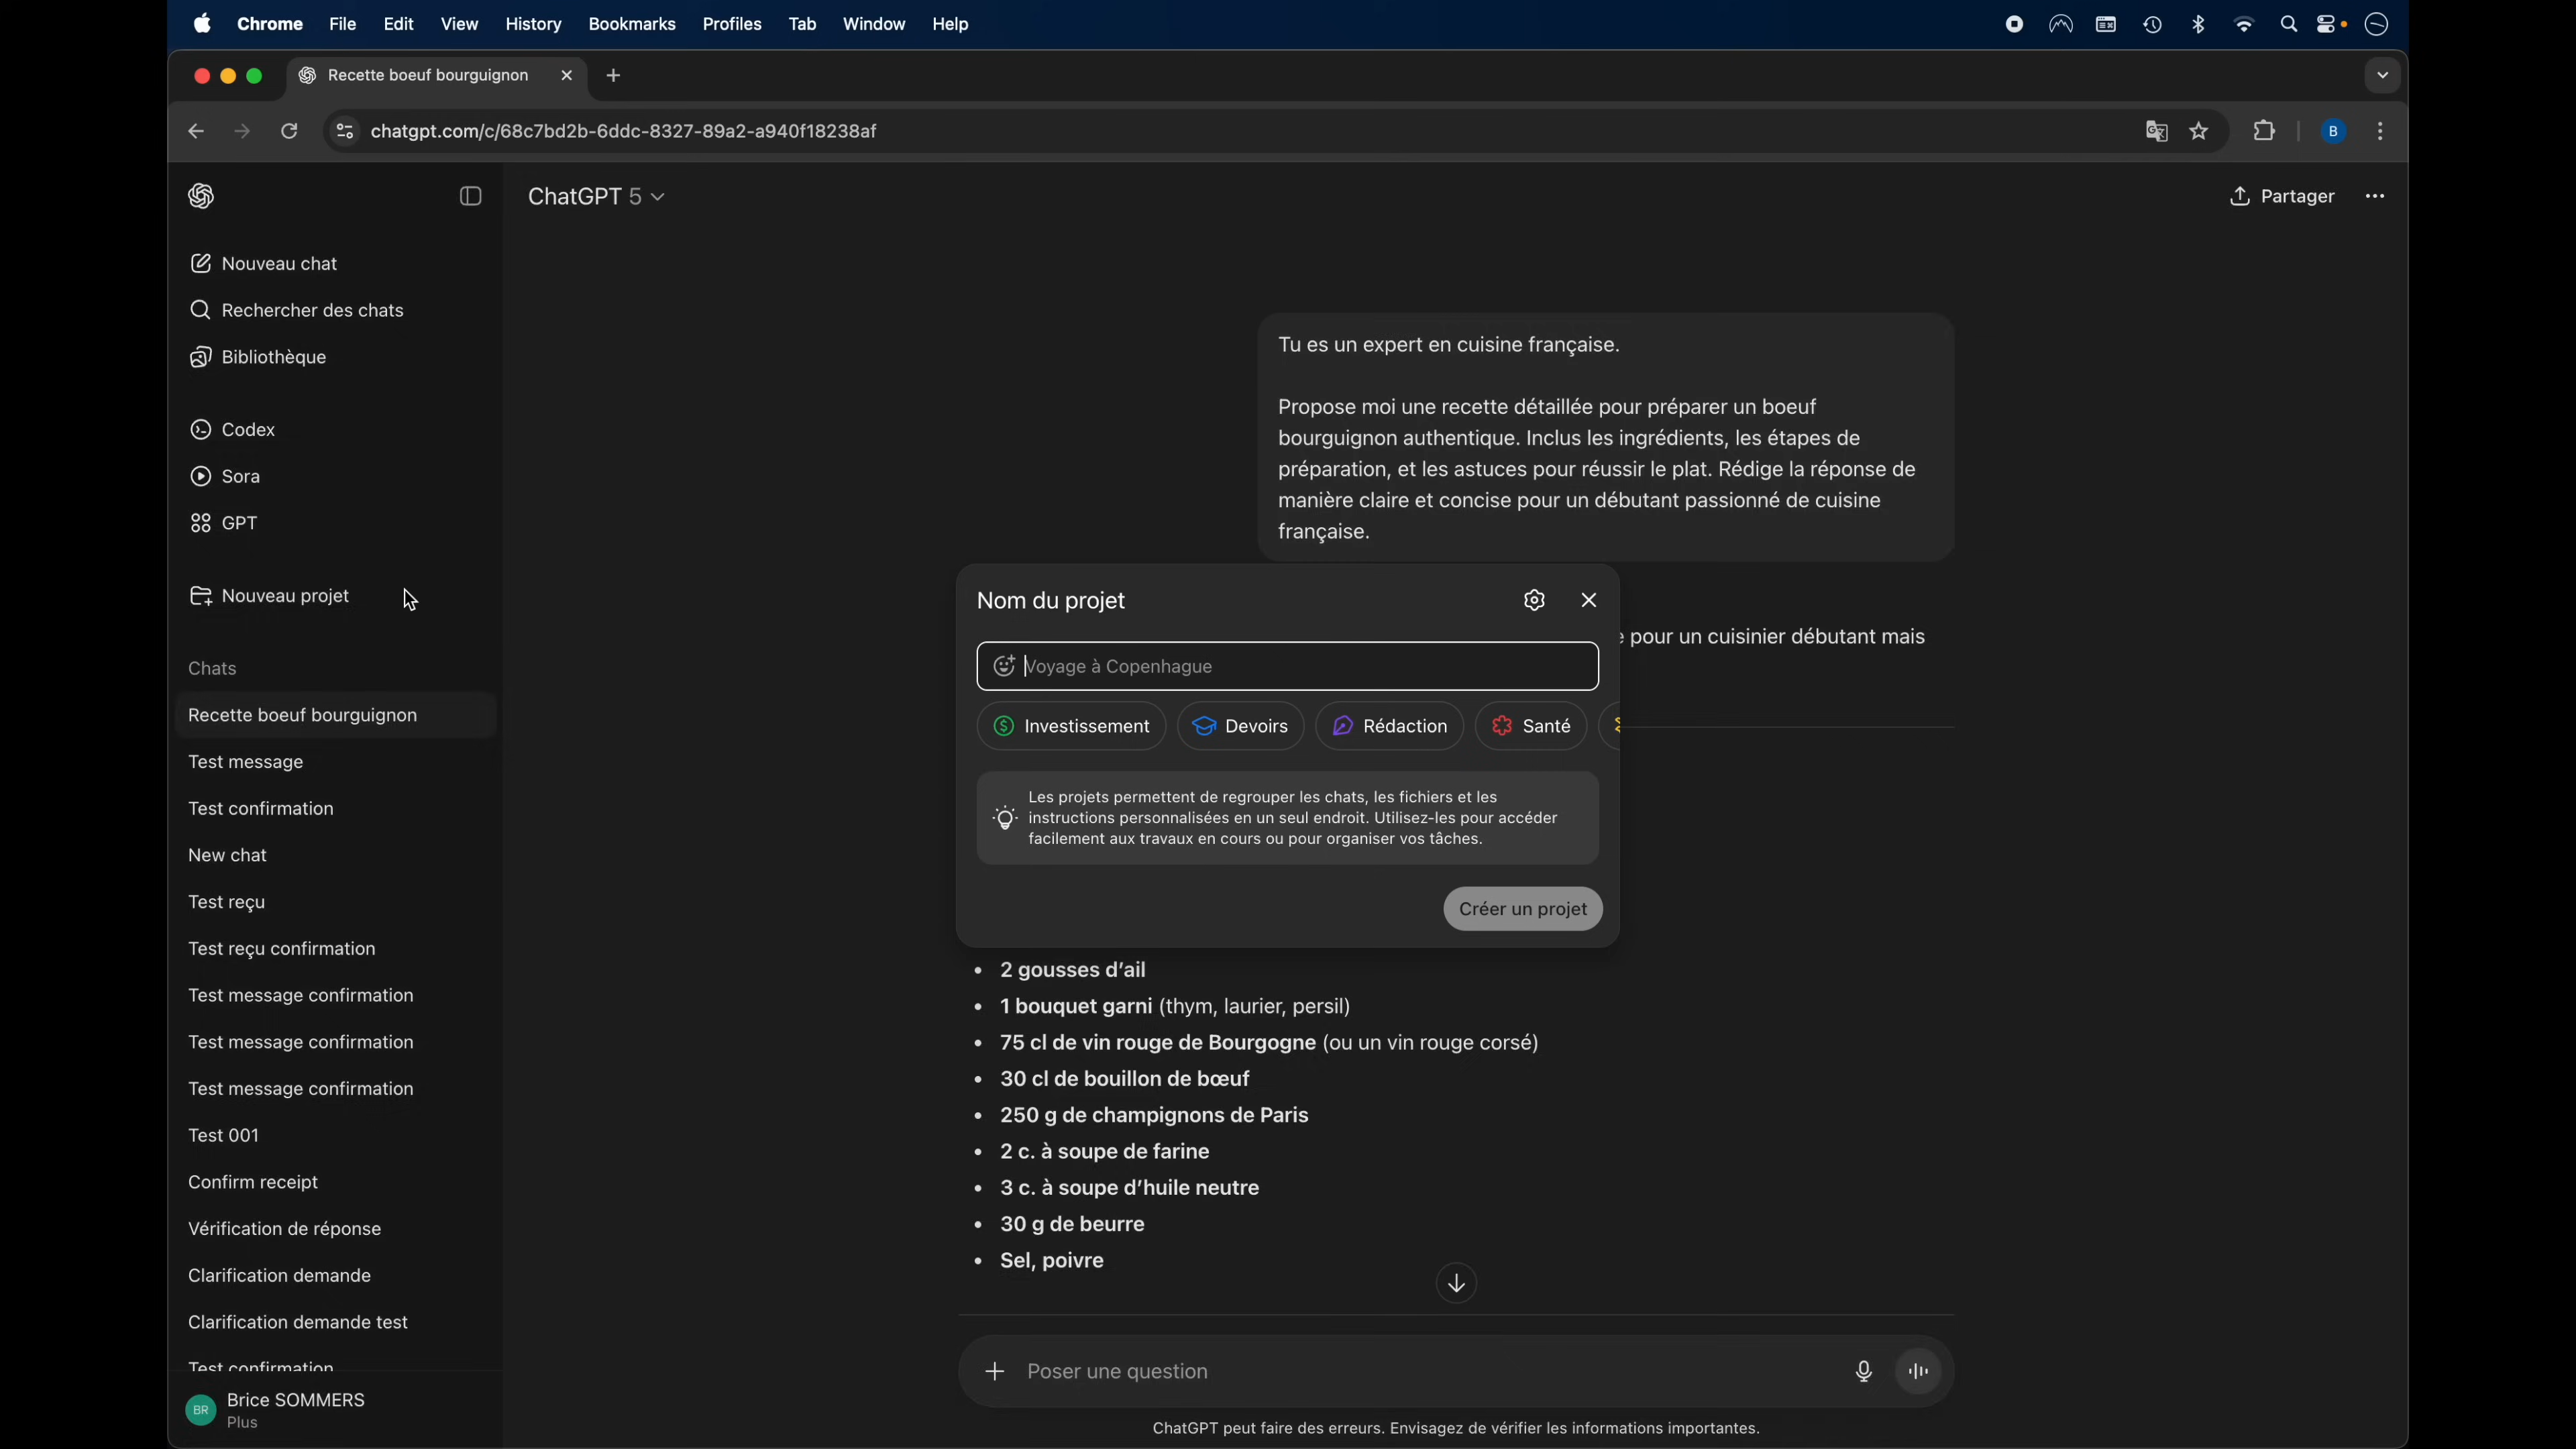 Chrome File Edit View History Bookmarks Profiles Tab Window Help
Recette boeuf bourguignon
chatgpt.com/c/68c7bd2b-6ddc-8327-89a2-a940f18238af
B
ChatGPT 5
Partager
Nouveau chat
Rechercher des chats
Bibliothèque
Codex
Sora
GPT
Nouveau projet
Chats
Recette boeuf bourguignon
Test message
Test confirmation
New chat
Test reçu
Test reçu confirmation
Test message confirmation
Test message confirmation
Test message confirmation
Test 001
Confirm receipt
Vérification de réponse
Clarification demande
Clarification demande test
Test confirmation
BR
Brice SOMMERS
Plus
Tu es un expert en cuisine française.
Propose moi une recette détaillée pour préparer un boeuf
bourguignon authentique. Inclus les ingrédients, les étapes de
préparation, et les astuces pour réussir le plat. Rédige la réponse de
manière claire et concise pour un débutant passionné de cuisine
française.
pour un cuisinier débutant mais
Nom du projet
Voyage à Copenhague
Investissement
Devoirs
Rédaction
Santé
Les projets permettent de regrouper les chats, les fichiers et les
instructions personnalisées en un seul endroit. Utilisez-les pour accéder
facilement aux travaux en cours ou pour organiser vos tâches.
Créer un projet
• 2 gousses d’ail
• 1 bouquet garni (thym, laurier, persil)
• 75 cl de vin rouge de Bourgogne (ou un vin rouge corsé)
• 30 cl de bouillon de bœuf
• 250 g de champignons de Paris
• 2 c. à soupe de farine
• 3 c. à soupe d’huile neutre
• 30 g de beurre
• Sel, poivre
Poser une question
ChatGPT peut faire des erreurs. Envisagez de vérifier les informations importantes.